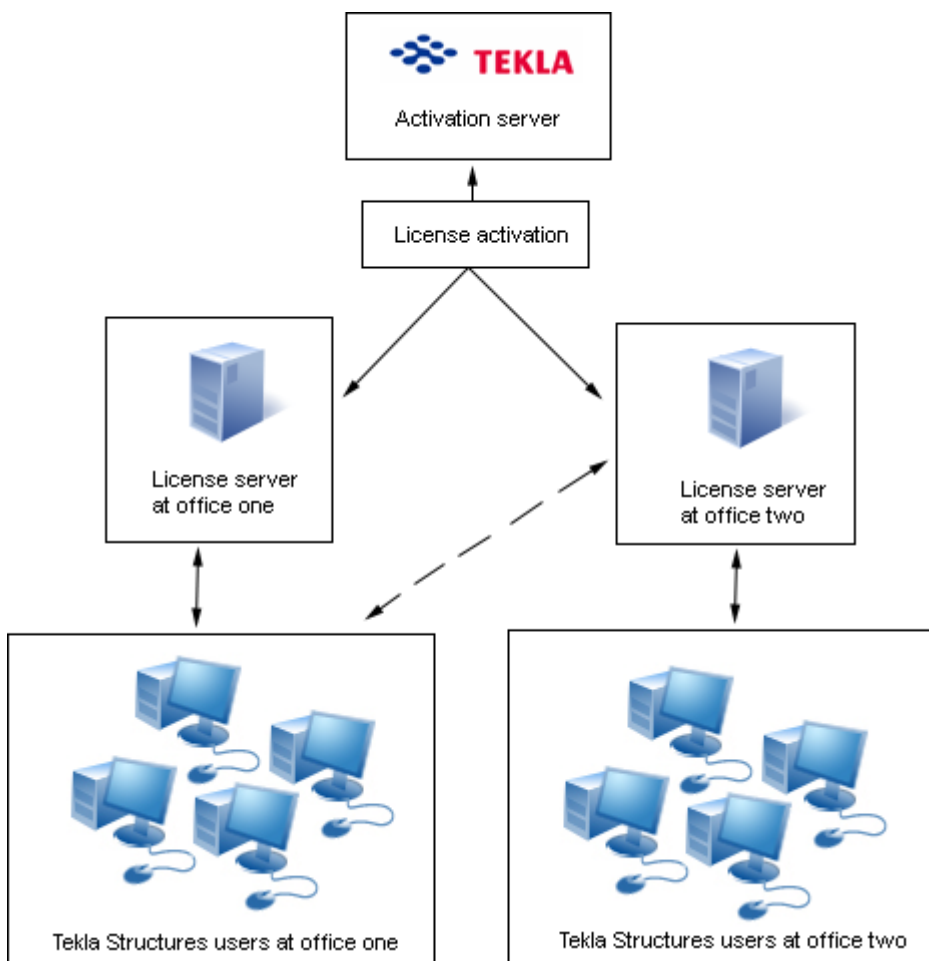 TEKLA
Activation server
License activation
License server
at office one
License server
at office two
Tekla Structures users at office one
Tekla Structures users at office two